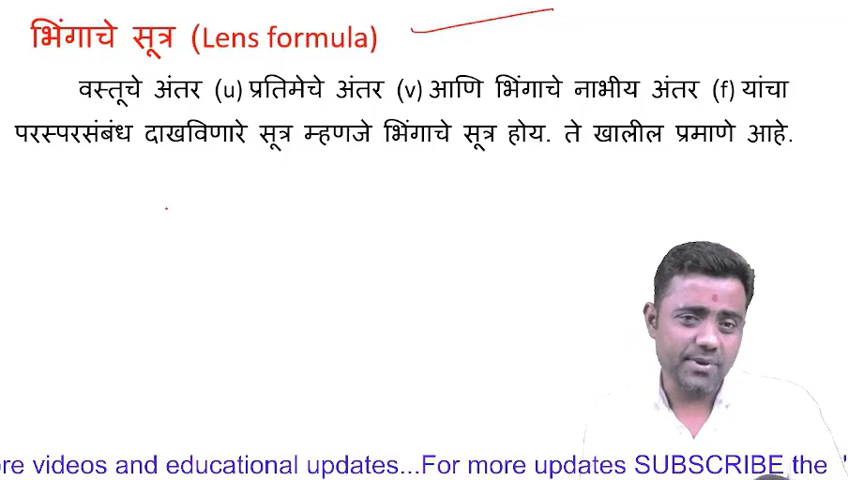 भिंगाचे सूत्र (Lens formula)
वस्तूचे अंतर (u) प्रतिमेचे अंतर (v) आणि भिंगाचे नाभीय अंतर (f) यांचा
परस्परसंबंध दाखविणारे सूत्र म्हणजे भिंगाचे सूत्र होय. ते खालील प्रमाणे आहे.
re videos and educational updates...For more updates SUBSCRIBE the "